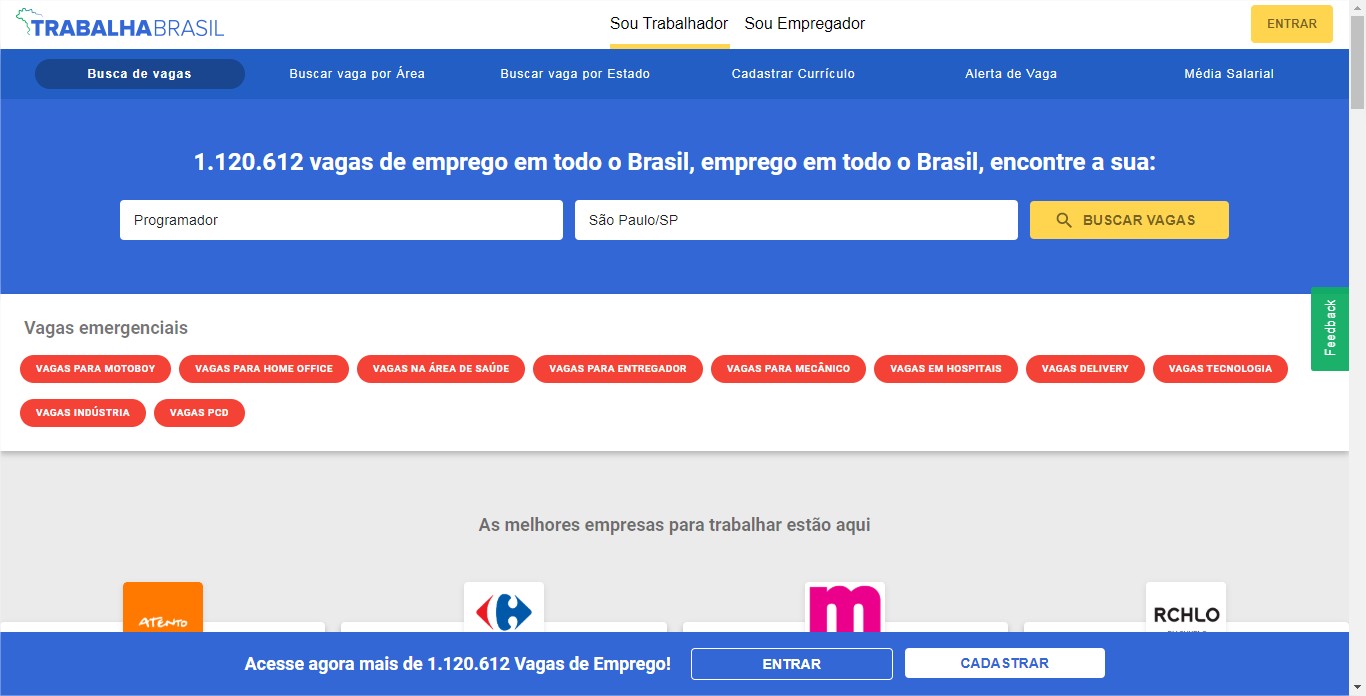 TRABALHABRASIL
Sou Trabalhador
Sou Empregador
ENTRAR
Busca de vagas
Buscar vaga por Área
Buscar vaga por Estado
Cadastrar Currículo
Alerta de Vaga
Média Salarial
1.120.612 vagas de emprego em todo o Brasil, emprego em todo o Brasil, encontre a sua:
Programador
São Paulo/SP
BUSCAR VAGAS
Feedback
Vagas emergenciais
VAGAS PARA MOTOBOY
VAGAS PARA HOME OFFICE
VAGAS NA ÁREA DE SAÚDE
VAGAS PARA ENTREGADOR
VAGAS PARA MECÂNICO
VAGAS EM HOSPITAIS
VAGAS DELIVERY
VAGAS TECNOLOGIA
VAGAS INDÚSTRIA
VAGAS PCD
As melhores empresas para trabalhar estão aqui
ATENTO
m
RCHLO
Acesse agora mais de 1.120.612 Vagas de Emprego!
ENTRAR
CADASTRAR